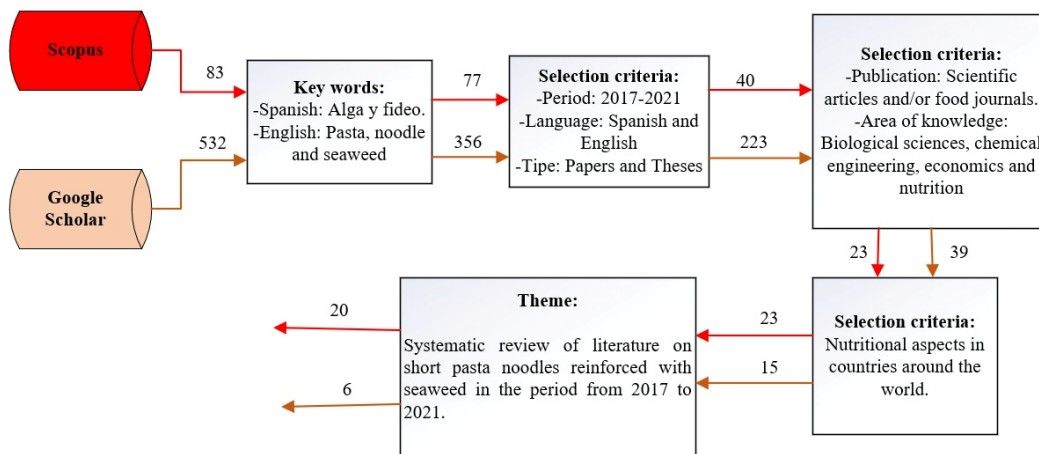 Scopus
83
532
Google
Scholar
Key words:
-Spanish: Alga y fideo.
-English: Pasta, noodle
and seaweed
77
356
Selection criteria:
-Period: 2017-2021
-Language: Spanish and
English
-Tipe: Papers and Theses
40
223
Selection criteria:
-Publication: Scientific
articles and/or food journals.
-Area of knowledge:
Biological sciences, chemical
engineering, economics and
nutrition
23
39
Selection criteria:
Nutritional aspects in
countries around the
world.
23
15
Theme:
Systematic review of literature on
short pasta noodles reinforced with
seaweed in the period from 2017 to
2021.
20
6